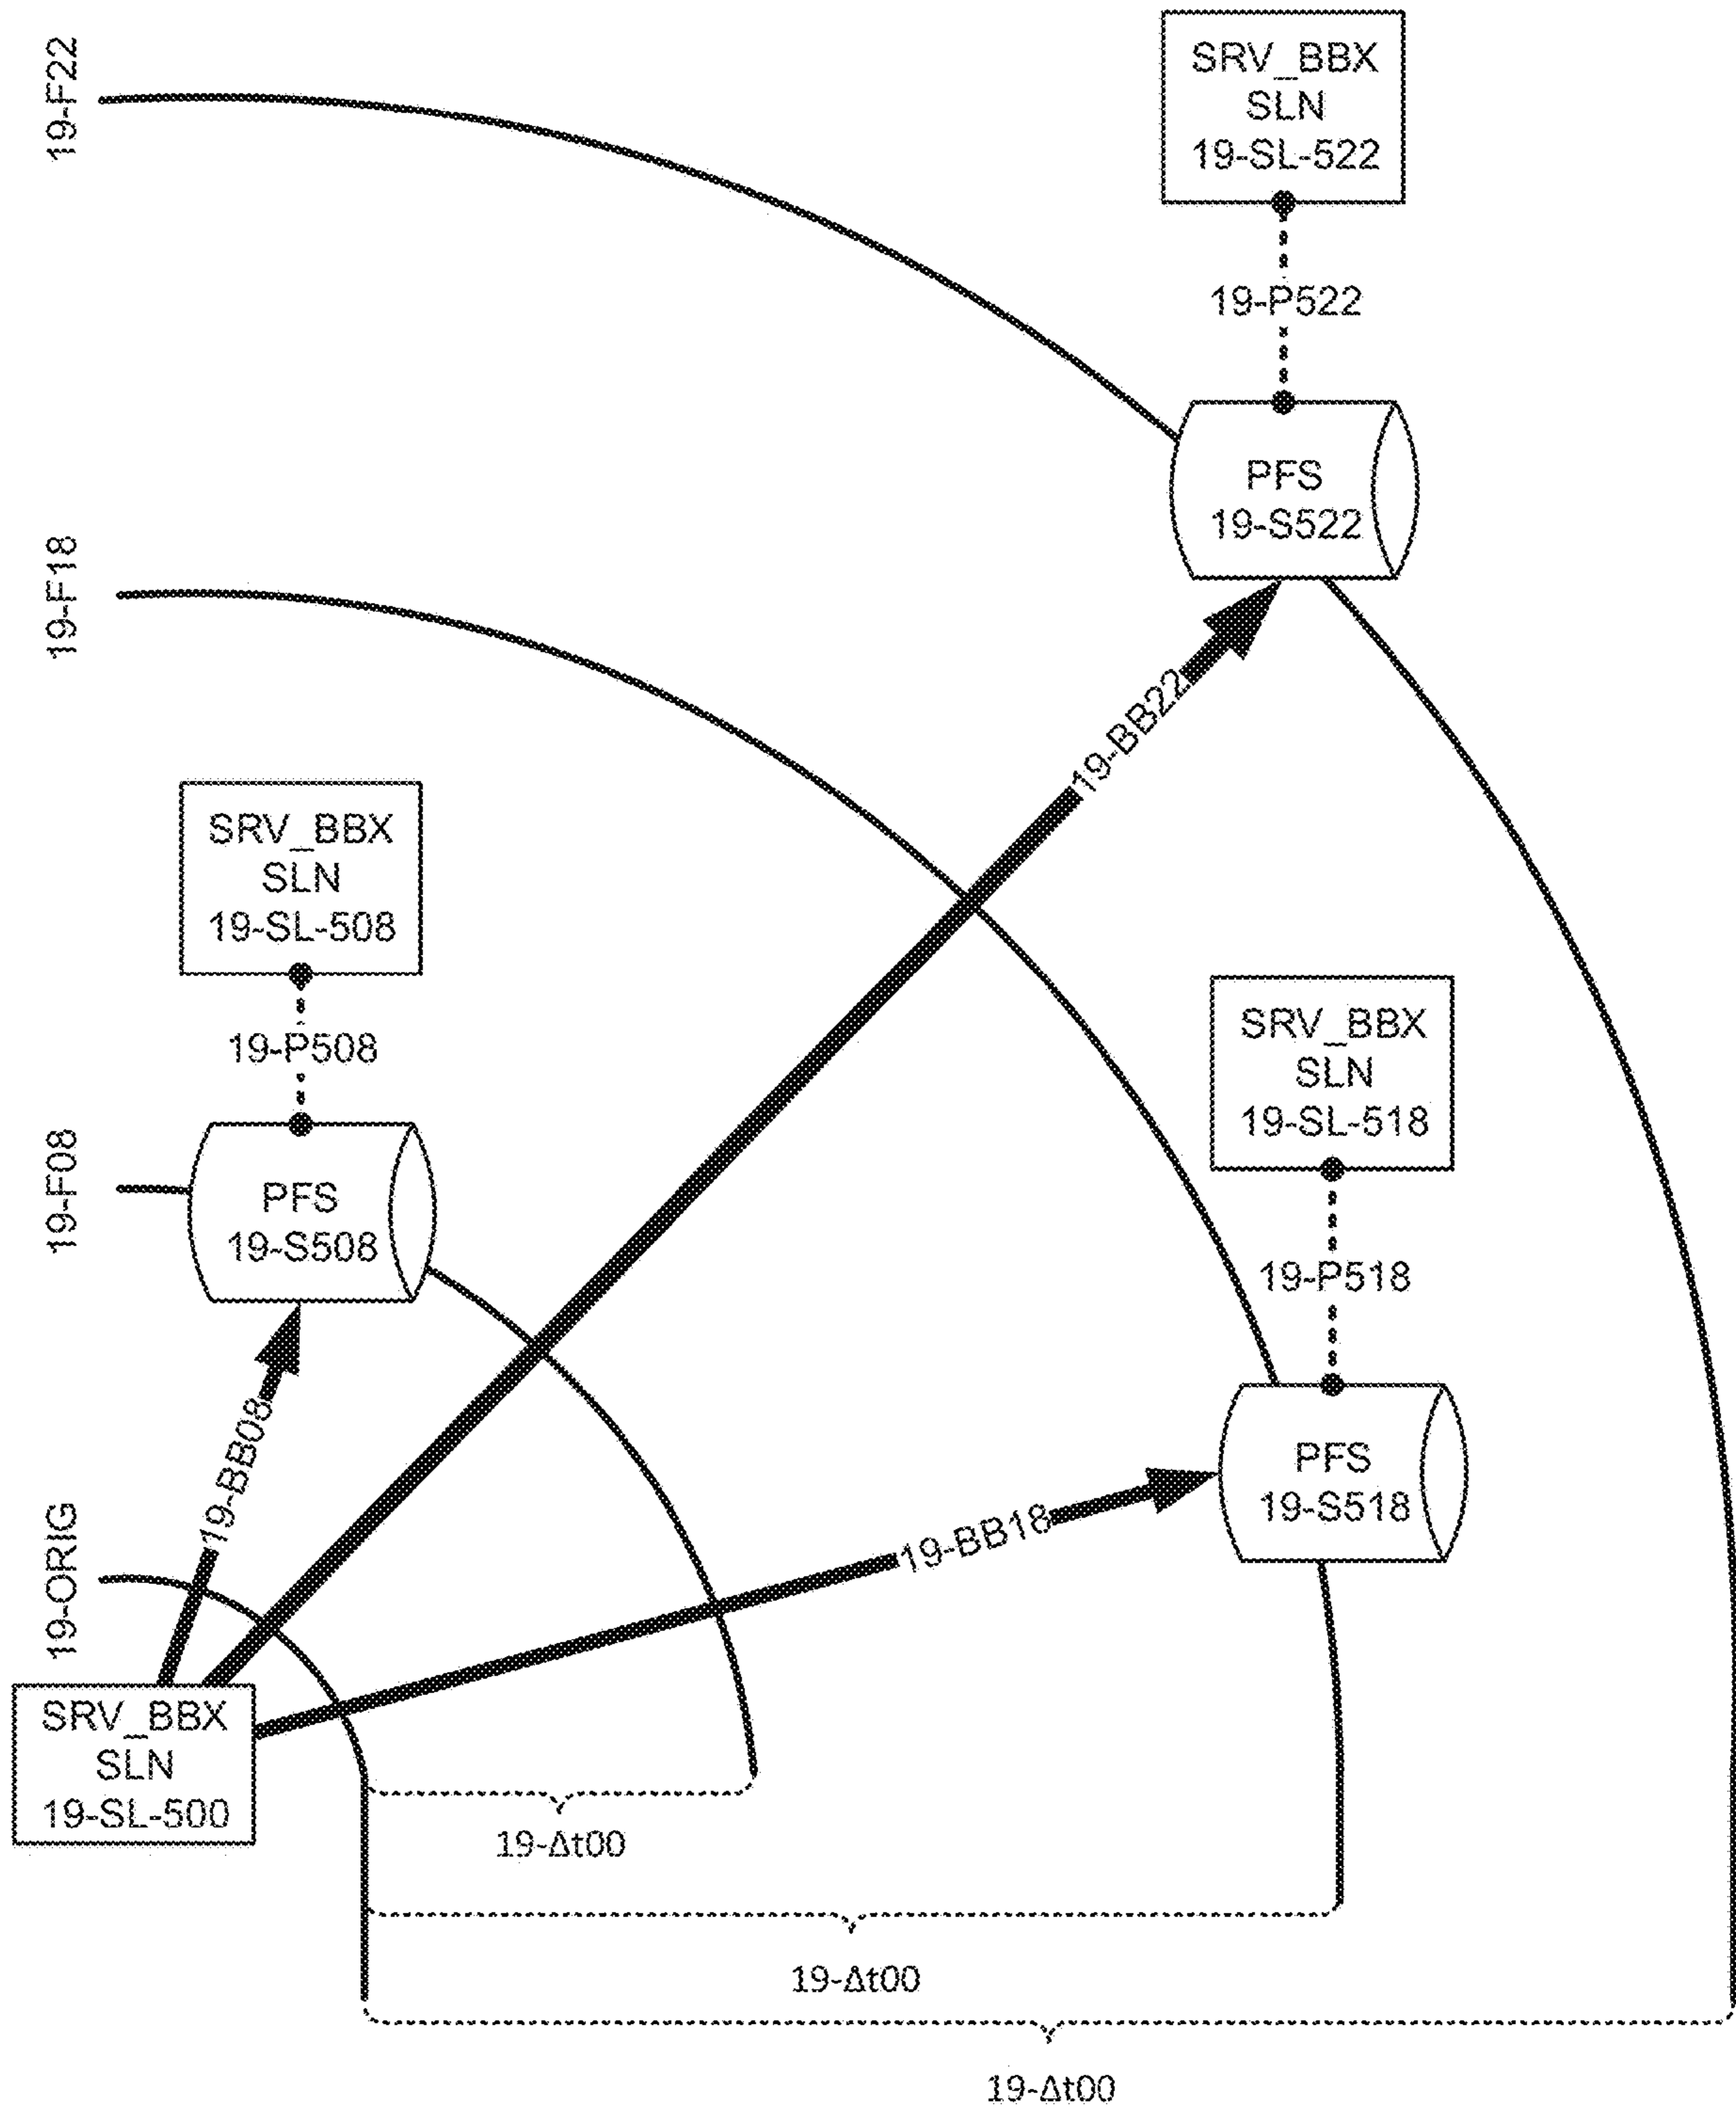 19-F22
SRV_BBX
SLN
19-SL-522
19-P522
PFS
19-S522
19-F18
19-BB22
SRV_BBX
SLN
19-SL-508
19-P508
SRV_BBX
SLN
19-SL-518
19-F08
PFS
19-S508
19-P518
19-BB08
PFS
19-S518
19-ORIG
19-BB18
SRV_BBX
SLN
19-SL-500
19-Δt00
19-Δt00
19-Δt00